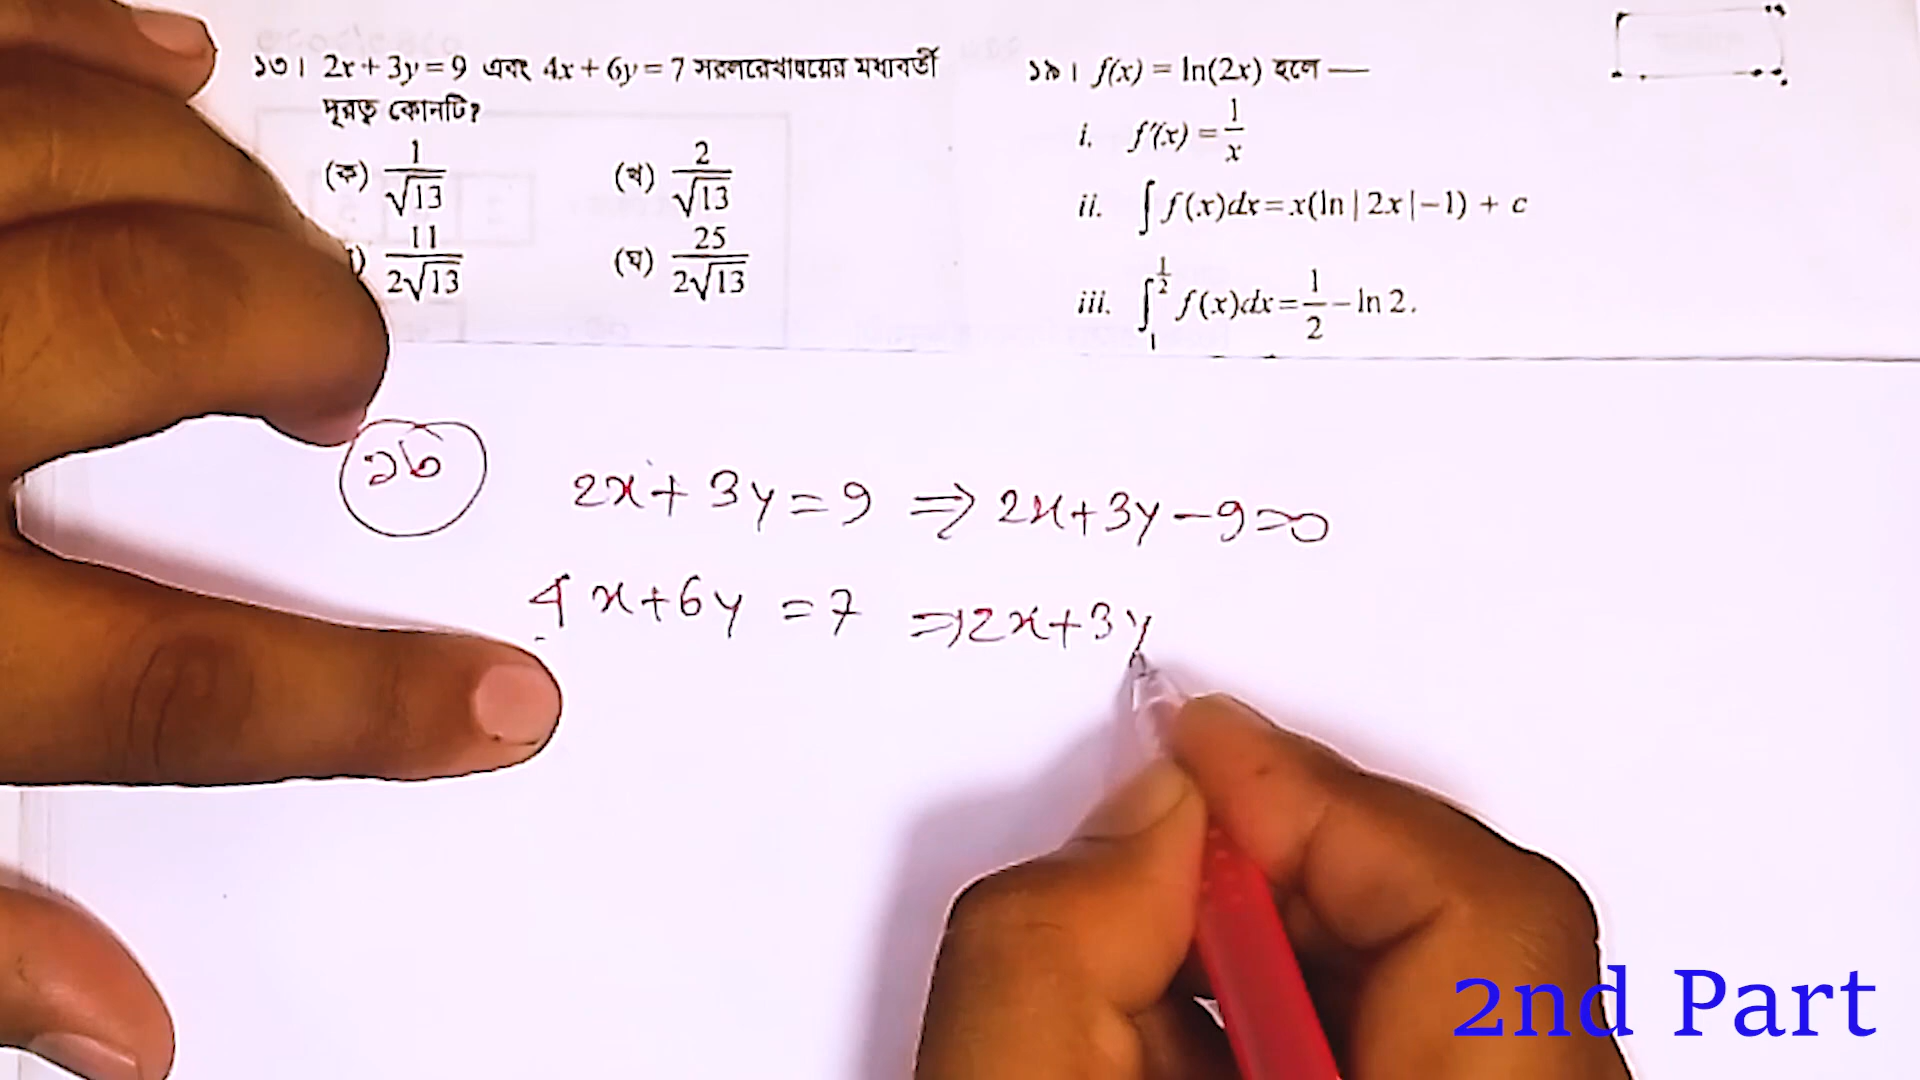 ১৩। 2x + 3y = 9 এবং 4x + 6y = 7 সরলরেখাদ্বয়ের মধ্যবর্তী
দূরত্ব কোনটি?
(ক) 1/√13 (খ) 2/√13
) 11/2√13 (ঘ) 25/2√13
১৯। f(x) = ln(2x) হলে —
i. f′(x) = 1/x
ii. ∫ f(x)dx = x(ln|2x|−1) + c
iii. ∫₁^(1/2) f(x)dx = 1/2 − ln 2.
2x + 3y = 9 ⇒ 2x+3y−9=0
4x+6y = 7 ⇒ 2x+3y
2nd Part